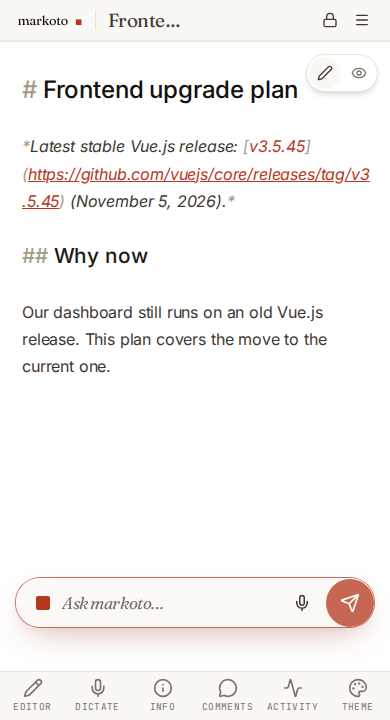 markoto
Fronte...
# Frontend upgrade plan
*Latest stable Vue.js release: [v3.5.45]
(https://github.com/vuejs/core/releases/tag/v3
.5.45) (November 5, 2026).*
## Why now
Our dashboard still runs on an old Vue.js
release. This plan covers the move to the
current one.
Ask markoto...
EDITOR DICTATE INFO COMMENTS ACTIVITY THEME